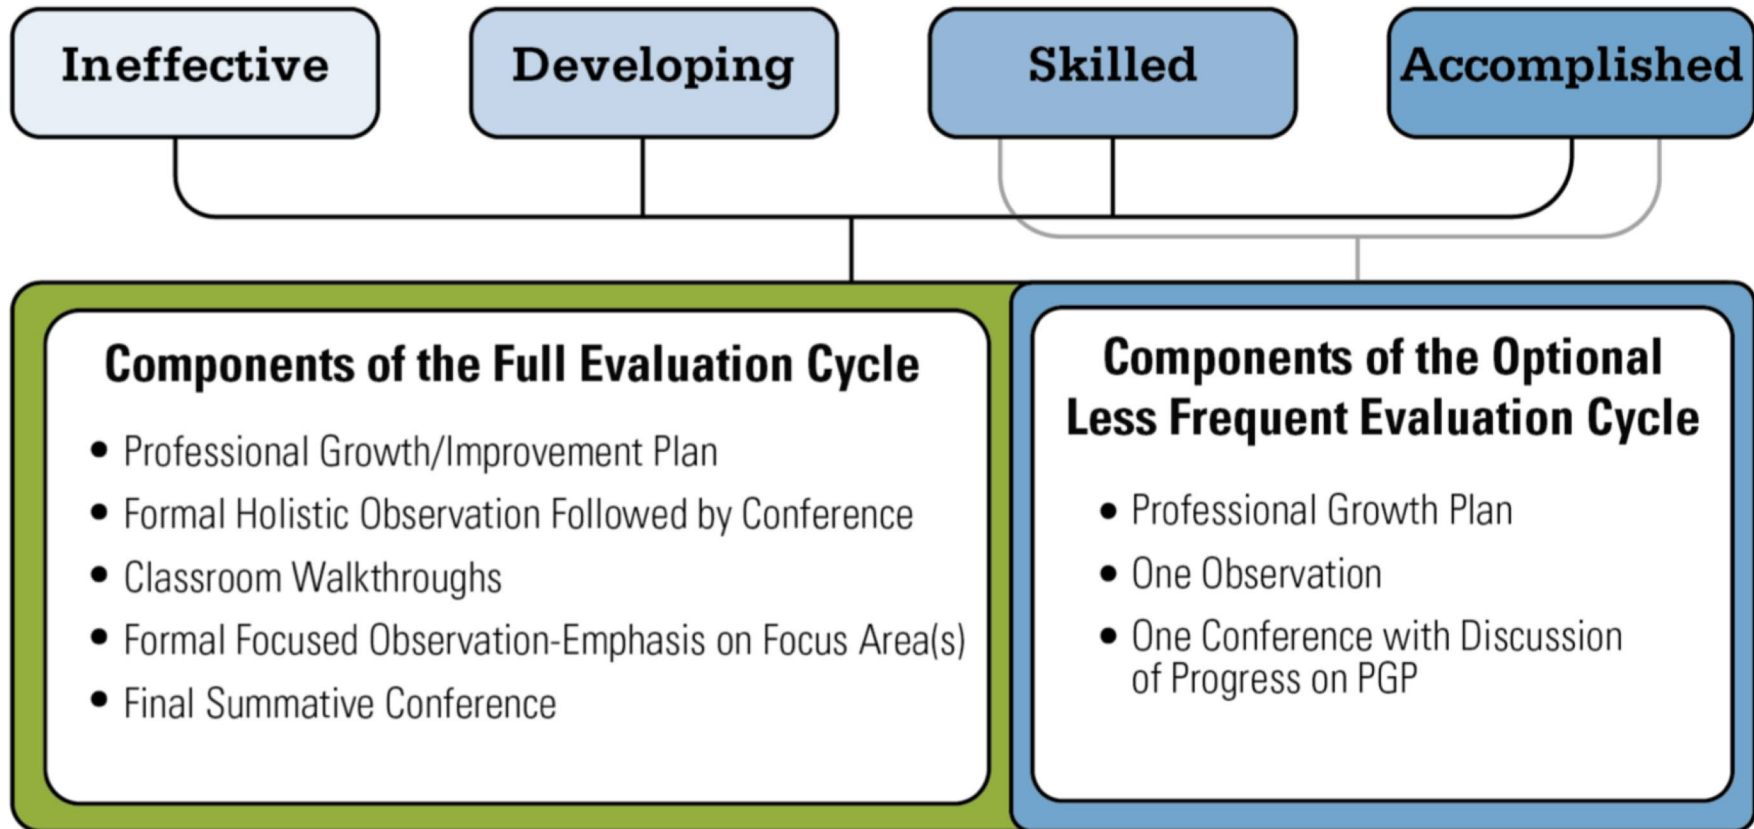 Ineffective
Developing
Skilled
Accomplished
Components of the Full Evaluation Cycle
• Professional Growth/Improvement Plan
• Formal Holistic Observation Followed by Conference
• Classroom Walkthroughs
• Formal Focused Observation-Emphasis on Focus Area(s)
• Final Summative Conference
Components of the Optional
Less Frequent Evaluation Cycle
• Professional Growth Plan
• One Observation
• One Conference with Discussion
of Progress on PGP